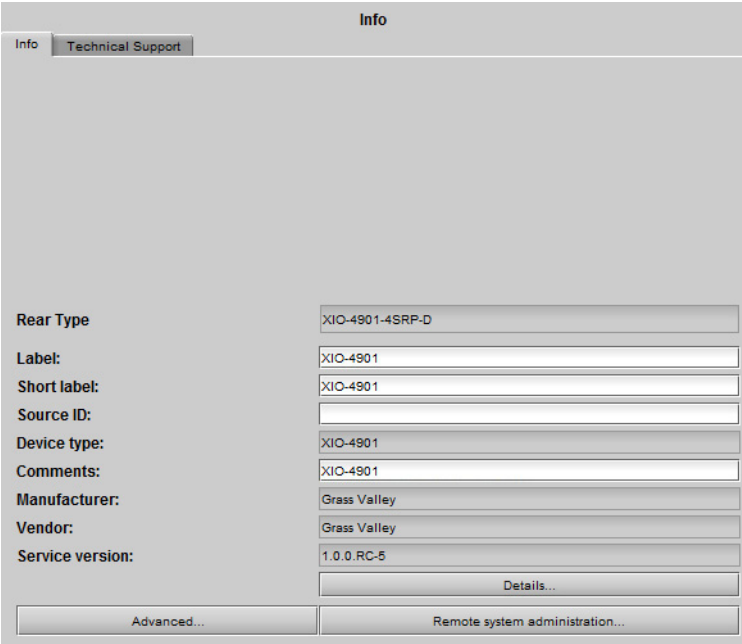 Info
Info Technical Support
Rear Type XIO-4901-4SRP-D
Label: XIO-4901
Short label: XIO-4901
Source ID:
Device type: XIO-4901
Comments: XIO-4901
Manufacturer: Grass Valley
Vendor: Grass Valley
Service version: 1.0.0.RC-5
Details...
Advanced... Remote system administration...